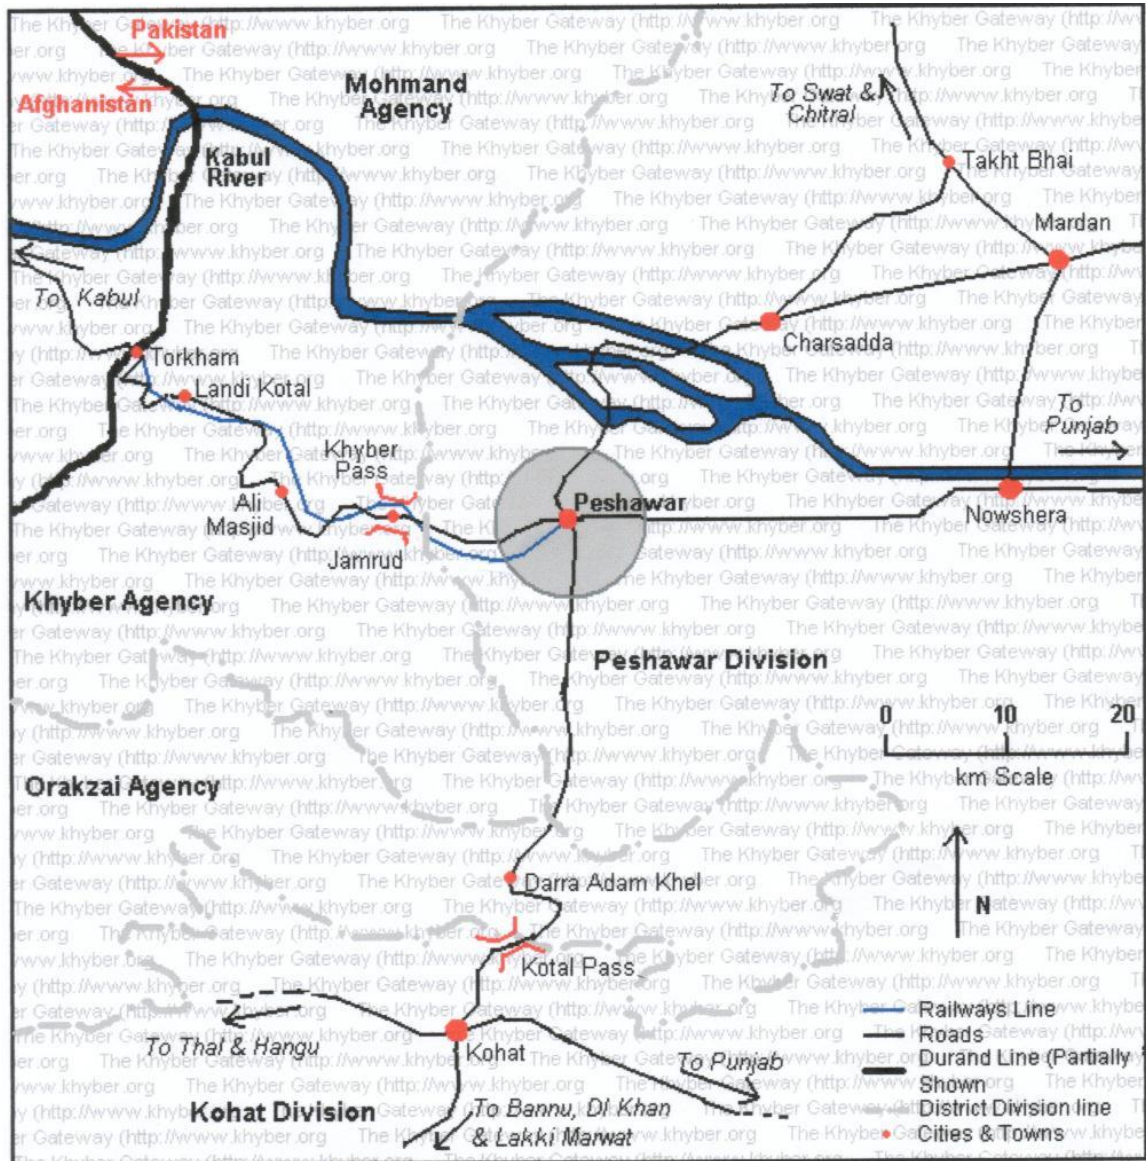 Pakistan
Afghanistan
Mohmand
Agency
Kabul
River
To Swat &
Chitral
Takht Bhai
Mardan
To Kabul
Torkham
Landi Kotal
Charsadda
To
Punjab
Khyber
Pass
Ali
Masjid
Peshawar
Nowshera
Jamrud
Khyber Agency
Peshawar Division
0 10 20
km Scale
Orakzai Agency
Darra Adam Khel
N
Kotal Pass
To Thal & Hangu
Kohat
To Punjab
Kohat Division
To Bannu, DI Khan
& Lakki Marwat
Railways Line
Roads
Durand Line (Partially
Shown
District Division line
Cities & Towns
The Khyber Gateway (http://www.khyber.org